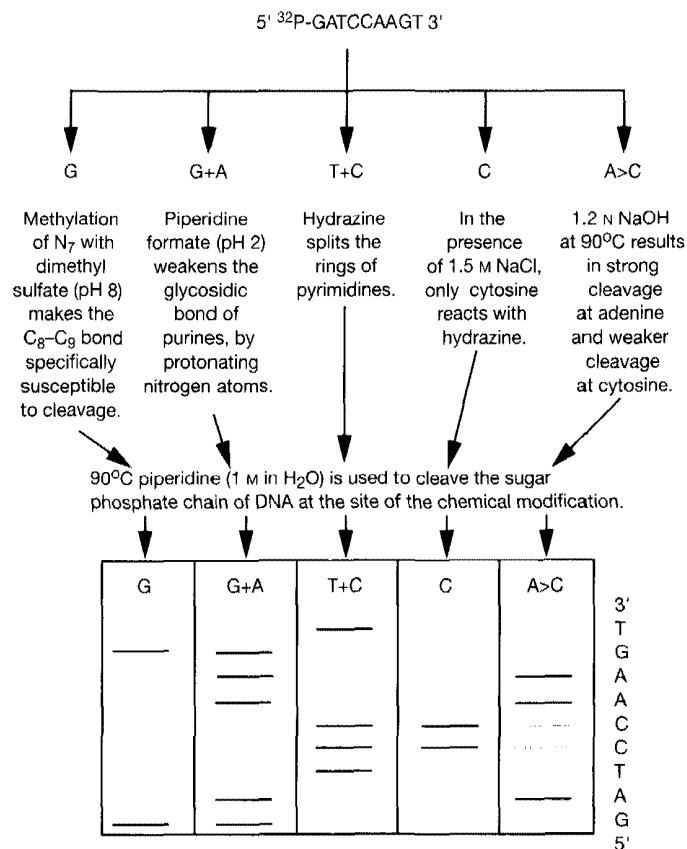 5' ³²P-GATCCAAGT 3'
G
G+A
T+C
C
A>C
Methylation
of N₇ with
dimethyl
sulfate (pH 8)
makes the
C₈–C₉ bond
specifically
susceptible
to cleavage.
Piperidine
formate (pH 2)
weakens the
glycosidic
bond of
purines, by
protonating
nitrogen atoms.
Hydrazine
splits the
rings of
pyrimidines.
In the
presence
of 1.5 M NaCl,
only cytosine
reacts with
hydrazine.
1.2 N NaOH
at 90°C results
in strong
cleavage
at adenine
and weaker
cleavage
at cytosine.
90°C piperidine (1 M in H₂O) is used to cleave the sugar
phosphate chain of DNA at the site of the chemical modification.
G
G+A
T+C
C
A>C
3'
T
G
A
A
C
C
T
A
G
5'